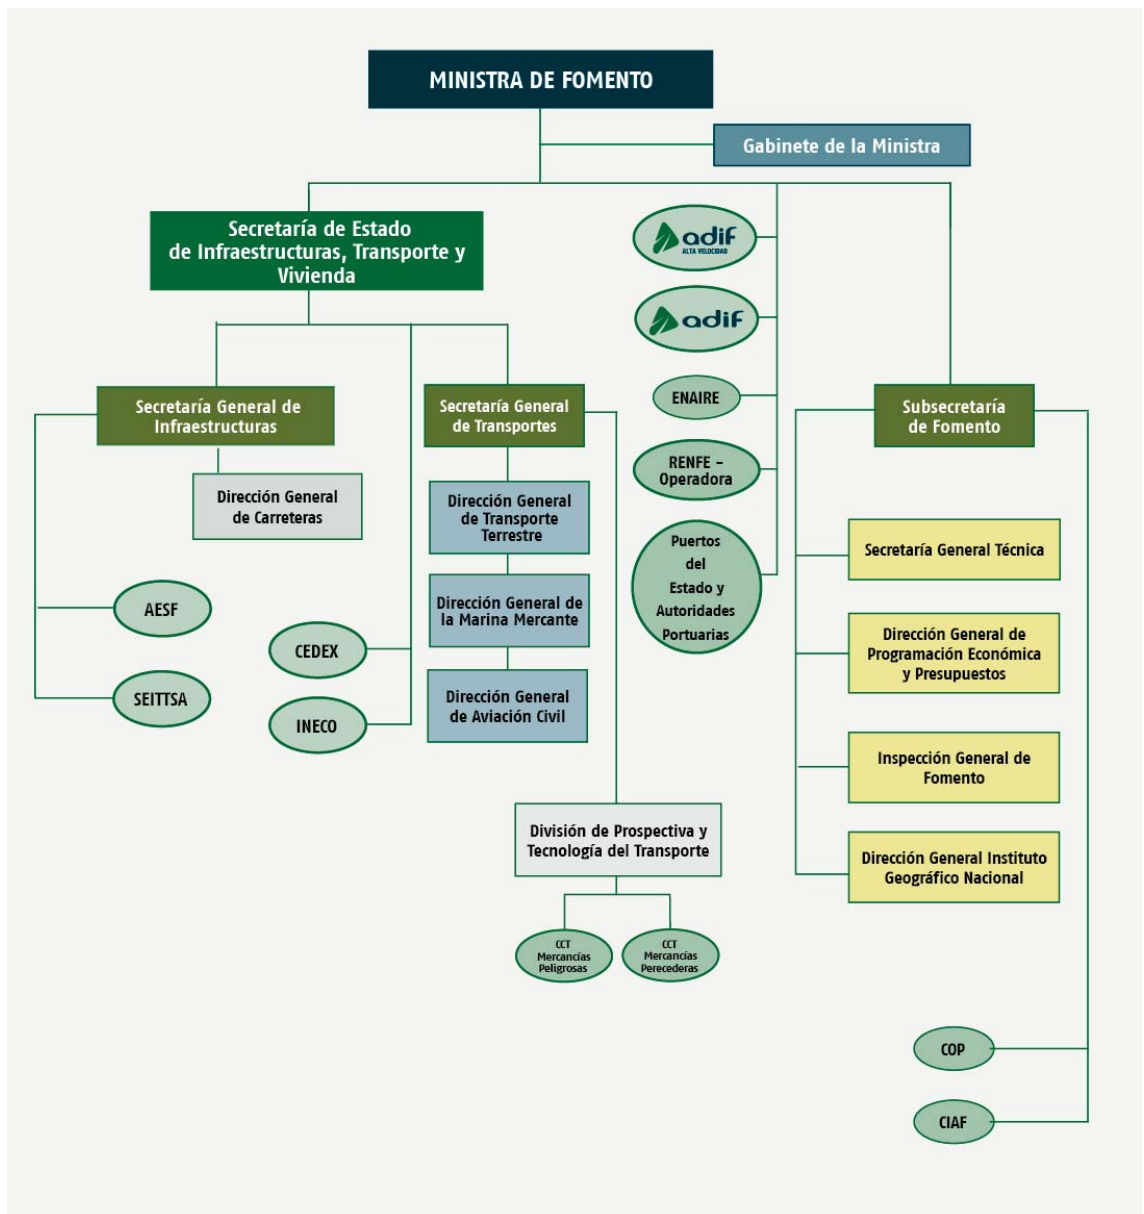 MINISTRA DE FOMENTO
Gabinete de la Ministra
Secretaría de Estado
de Infraestructuras, Transporte y
Vivienda
adif
ALTA VELOCIDAD
adif
ENAIRE
RENFE –
Operadora
Puertos
del
Estado y
Autoridades
Portuarias
Secretaría General de
Infraestructuras
Dirección General
de Carreteras
AESF
SEITTSA
CEDEX
INECO
Secretaría General
de Transportes
Dirección General
de Transporte
Terrestre
Dirección General de
la Marina Mercante
Dirección General
de Aviación Civil
División de Prospectiva y
Tecnología del Transporte
CCT
Mercancías
Peligrosas
CCT
Mercancías
Perecederas
Subsecretaría
de Fomento
Secretaría General Técnica
Dirección General de
Programación Económica
y Presupuestos
Inspección General de
Fomento
Dirección General Instituto
Geográfico Nacional
COP
CIAF